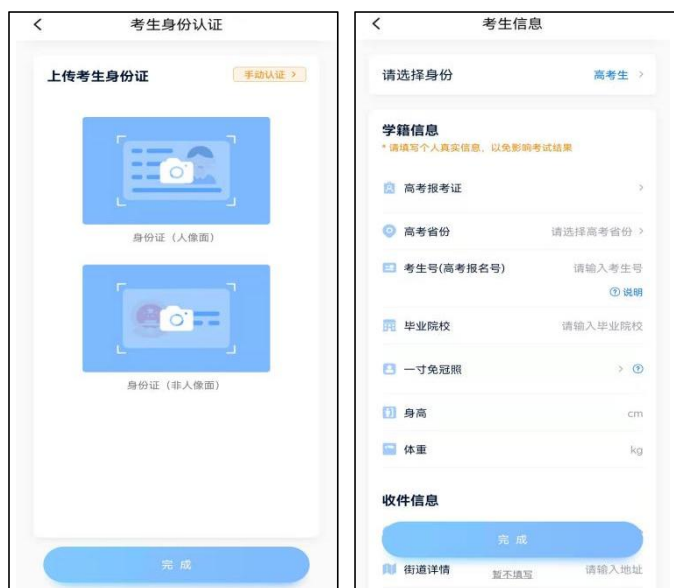 考生身份认证
上传考生身份证
手动认证 >
身份证（人像面）
身份证（非人像面）
完成
考生信息
请选择身份 高考生 >
学籍信息
* 请填写个人真实信息，以免影响考试结果
高考报考证 >
高考省份 请选择高考省份 >
考生号(高考报名号) 请输入考生号
? 说明
毕业院校 请输入毕业院校
一寸免冠照 > ?
身高 cm
体重 kg
收件信息
完成
街道详情 请输入地址
暂不填写